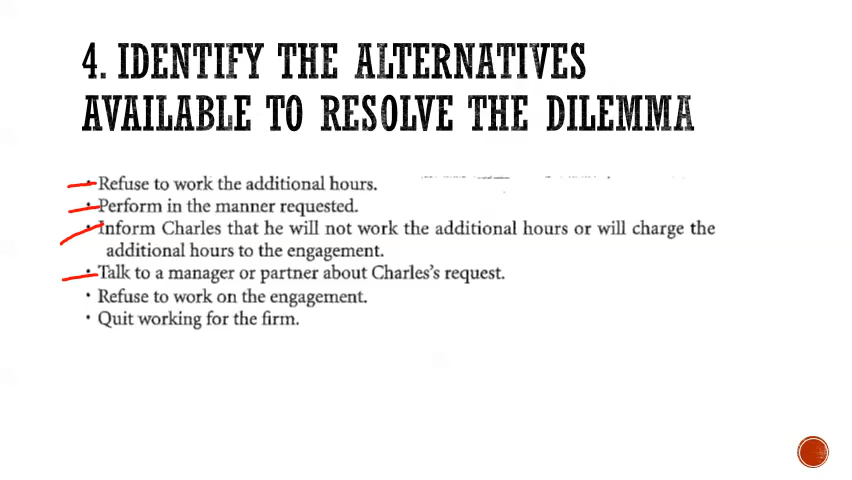 4. IDENTIFY THE ALTERNATIVES
AVAILABLE TO RESOLVE THE DILEMMA
• Refuse to work the additional hours.
• Perform in the manner requested.
• Inform Charles that he will not work the additional hours or will charge the
additional hours to the engagement.
• Talk to a manager or partner about Charles's request.
• Refuse to work on the engagement.
• Quit working for the firm.